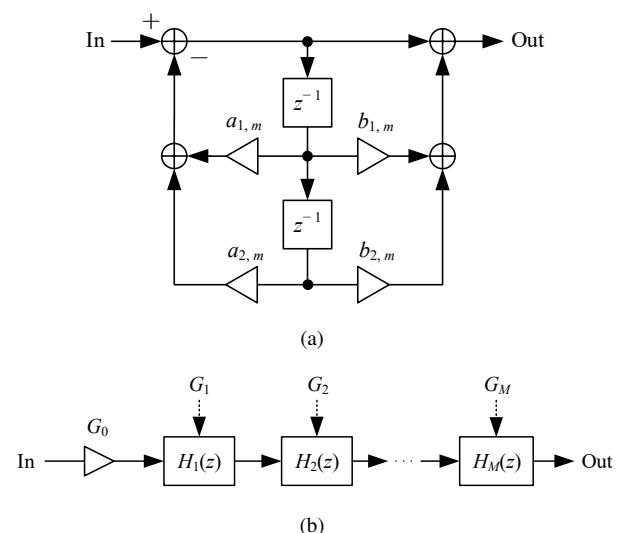 In + − Out
z⁻¹
a₁, ₘ b₁, ₘ
z⁻¹
a₂, ₘ b₂, ₘ
(a)
G₁ G₂ G_M
G₀
In H₁(z) H₂(z) ··· H_M(z) Out
(b)